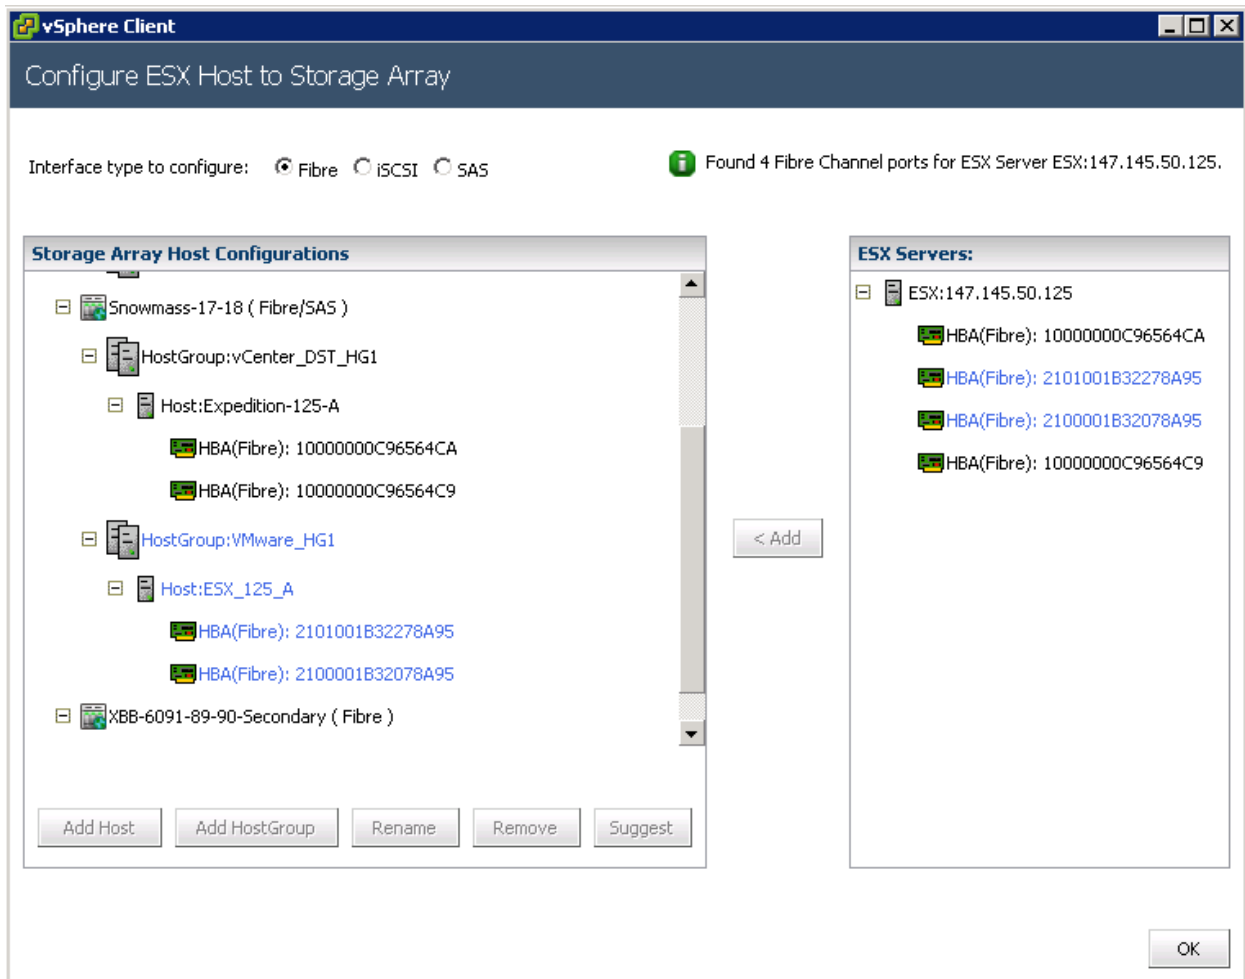 vSphere Client
Configure ESX Host to Storage Array
Interface type to configure: Fibre iSCSI SAS
Found 4 Fibre Channel ports for ESX Server ESX:147.145.50.125.
Storage Array Host Configurations
Snowmass-17-18 ( Fibre/SAS )
HostGroup:vCenter_DST_HG1
Host:Expedition-125-A
HBA(Fibre): 10000000C96564CA
HBA(Fibre): 10000000C96564C9
HostGroup:VMware_HG1
Host:ESX_125_A
HBA(Fibre): 2101001B32278A95
HBA(Fibre): 2100001B32078A95
XBB-6091-89-90-Secondary ( Fibre )
Add Host
Add HostGroup
Rename
Remove
Suggest
< Add
ESX Servers:
ESX:147.145.50.125
HBA(Fibre): 10000000C96564CA
HBA(Fibre): 2101001B32278A95
HBA(Fibre): 2100001B32078A95
HBA(Fibre): 10000000C96564C9
OK